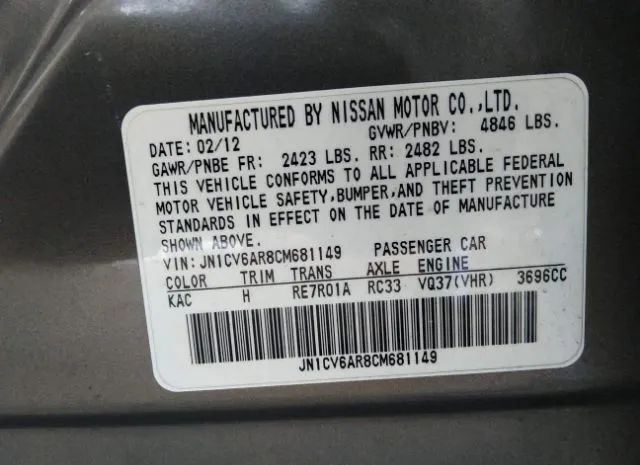 MANUFACTURED BY NISSAN MOTOR CO.,LTD.
DATE: 02/12 GVWR/PNBV: 4846 LBS.
GAWR/PNBE FR: 2423 LBS. RR: 2482 LBS.
THIS VEHICLE CONFORMS TO ALL APPLICABLE FEDERAL
MOTOR VEHICLE SAFETY,BUMPER,AND THEFT PREVENTION
STANDARDS IN EFFECT ON THE DATE OF MANUFACTURE
SHOWN ABOVE.
VIN: JN1CV6AR8CM681149 PASSENGER CAR
COLOR TRIM TRANS AXLE ENGINE
KAC H RE7R01A RC33 VQ37(VHR) 3696CC
JN1CV6AR8CM681149